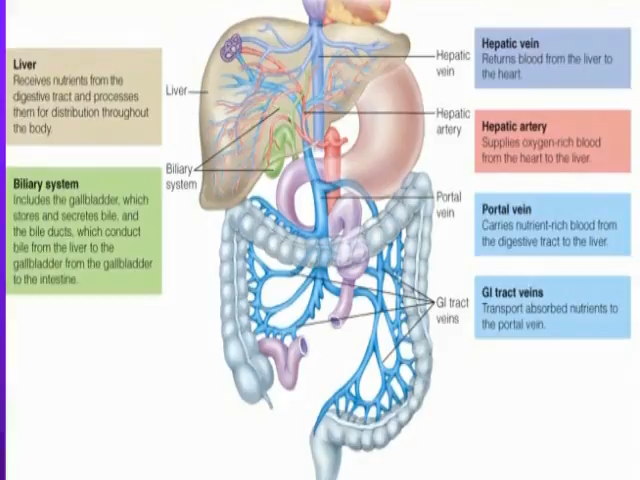 Liver
Receives nutrients from the
digestive tract and processes
them for distribution throughout
the body.
Biliary system
Includes the gallbladder, which
stores and secretes bile, and
the bile ducts, which conduct
bile from the liver to the
gallbladder from the gallbladder
to the intestine.
Liver
Biliary
system
Hepatic
vein
Hepatic
artery
Portal
vein
GI tract
veins
Hepatic vein
Returns blood from the liver to
the heart.
Hepatic artery
Supplies oxygen-rich blood
from the heart to the liver.
Portal vein
Carries nutrient-rich blood from
the digestive tract to the liver.
GI tract veins
Transport absorbed nutrients to
the portal vein.